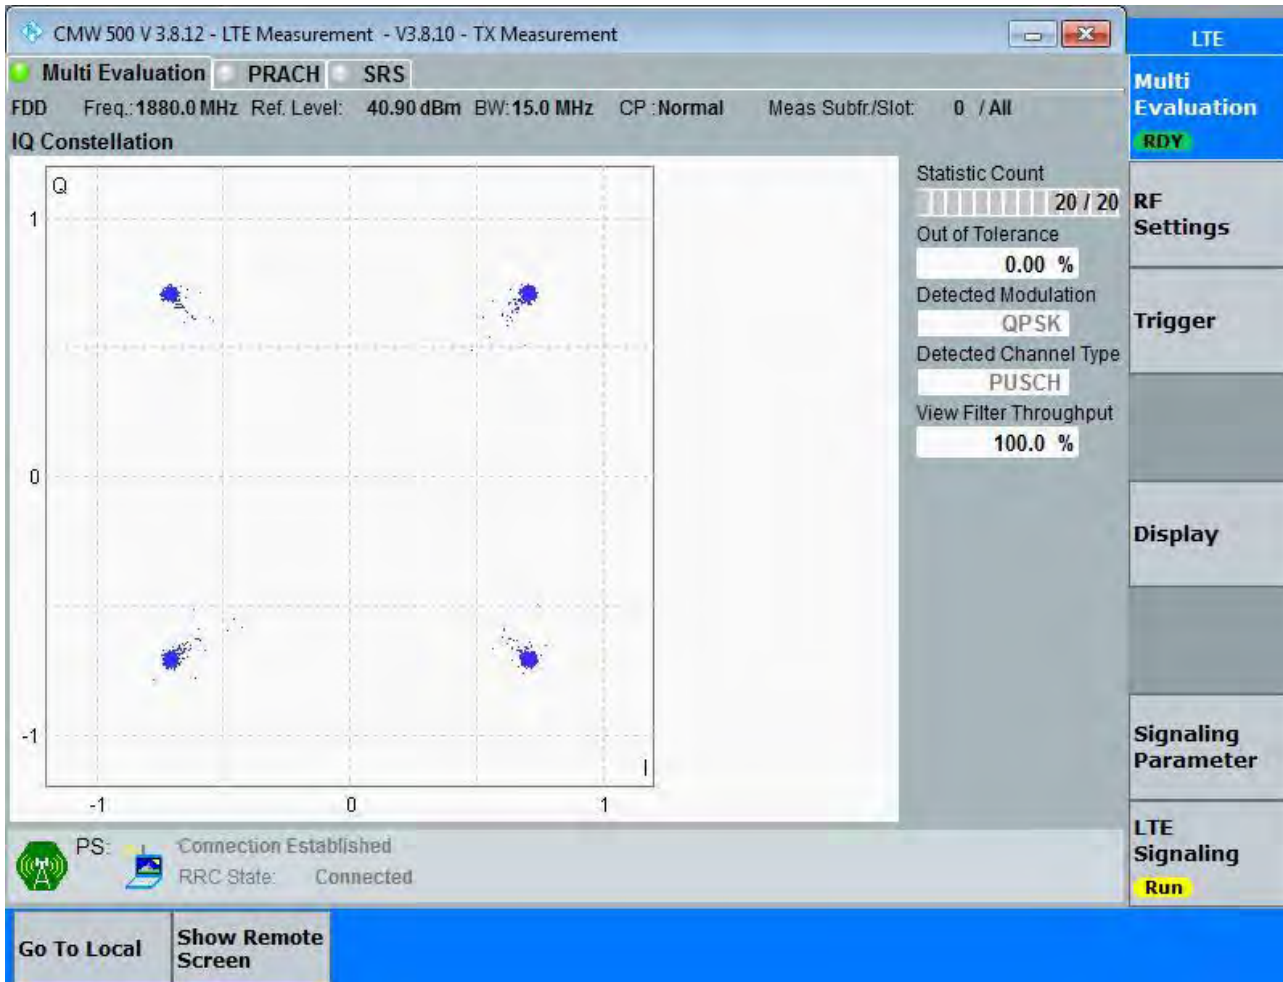 CMW 500 V 3.8.12 - LTE Measurement - V3.8.10 - TX Measurement
Multi Evaluation PRACH SRS
FDD Freq.:1880.0 MHz Ref. Level: 40.90 dBm BW:15.0 MHz CP :Normal Meas Subfr./Slot: 0 / All
IQ Constellation
Q
1
0
-1
I
-1 0 1
Statistic Count
20 / 20
Out of Tolerance
0.00 %
Detected Modulation
QPSK
Detected Channel Type
PUSCH
View Filter Throughput
100.0 %
PS: Connection Established
RRC State: Connected
LTE
Multi
Evaluation
RDY
RF
Settings
Trigger
Display
Signaling
Parameter
LTE
Signaling
Run
Go To Local
Show Remote
Screen